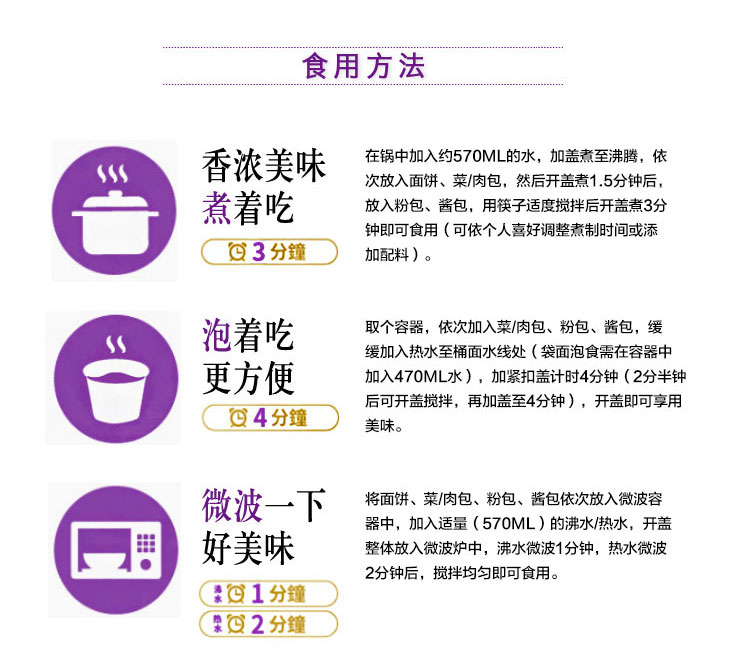 食用方法
香浓美味
煮着吃
3分鐘
在锅中加入约570ML的水，加盖煮至沸腾，依
次放入面饼、菜/肉包，然后开盖煮1.5分钟后，
放入粉包、酱包，用筷子适度搅拌后开盖煮3分
钟即可食用（可依个人喜好调整煮制时间或添
加配料）。
泡着吃
更方便
4分鐘
取个容器，依次加入菜/肉包、粉包、酱包，缓
缓加入热水至桶面水线处（袋面泡食需在容器中
加入470ML水），加紧扣盖计时4分钟（2分半钟
后可开盖搅拌，再加盖至4分钟），开盖即可享用
美味。
微波一下
好美味
沸水 1分鐘
热水 2分鐘
将面饼、菜/肉包、粉包、酱包依次放入微波容
器中，加入适量（570ML）的沸水/热水，开盖
整体放入微波炉中，沸水微波1分钟，热水微波
2分钟后，搅拌均匀即可食用。